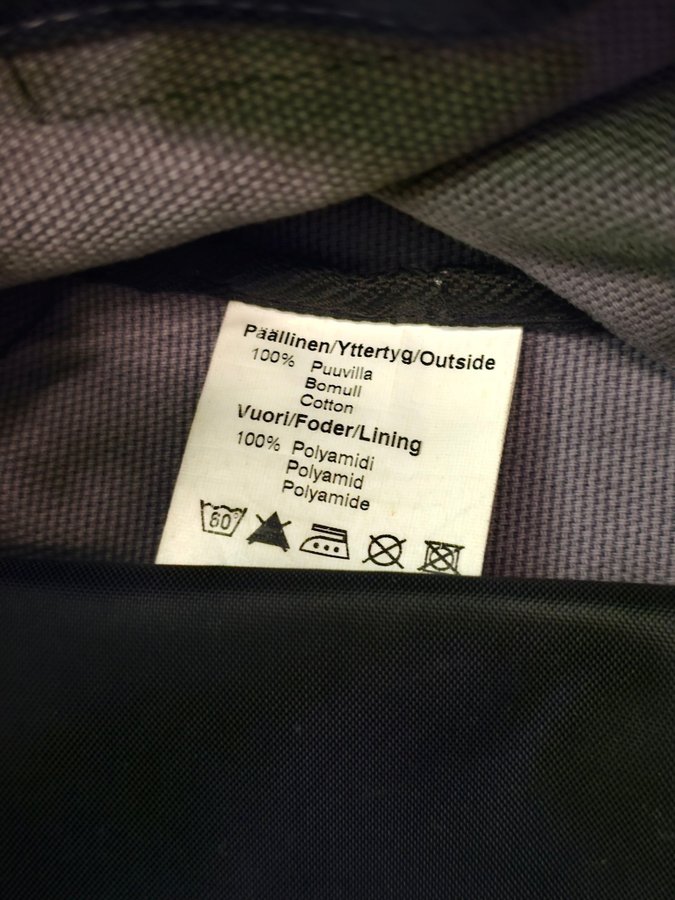 Päällinen/Yttertyg/Outside
100% Puuvilla
Bomull
Cotton
Vuori/Foder/Lining
100% Polyamidi
Polyamid
Polyamide
60